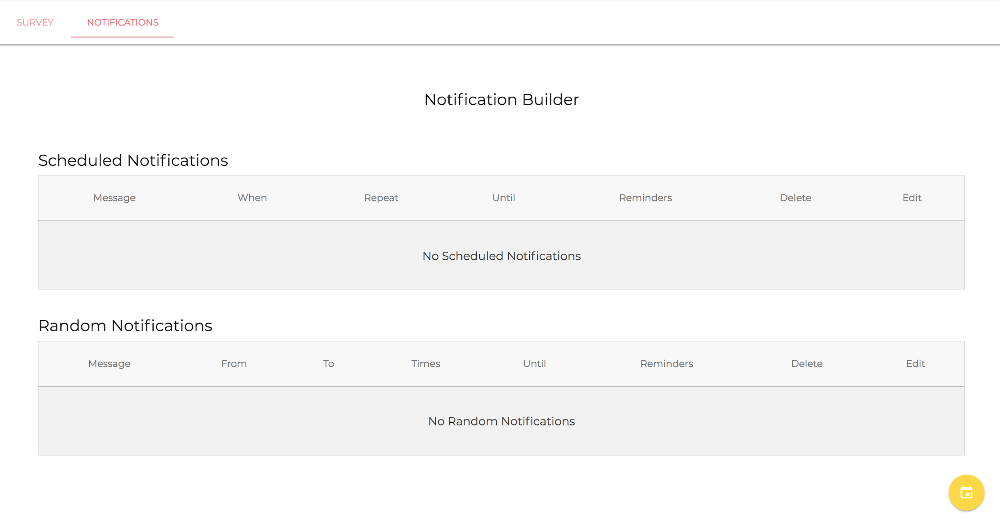 SURVEY NOTIFICATIONS
Notification Builder
Scheduled Notifications
Message When Repeat Until Reminders Delete Edit
No Scheduled Notifications
Random Notifications
Message From To Times Until Reminders Delete Edit
No Random Notifications